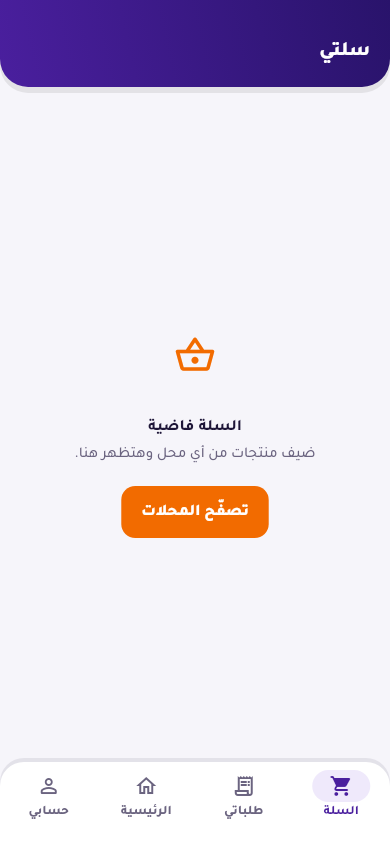 سلتي
السلة فاضية
ضيف منتجات من أي محل وهتظهر هنا.
تصفّح المحلات
السلة
طلباتي
الرئيسية
حسابي